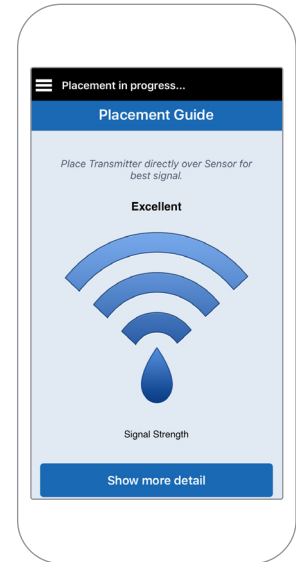 Placement in progress...
Placement Guide
Place Transmitter directly over Sensor for
best signal.
Excellent
Signal Strength
Show more detail